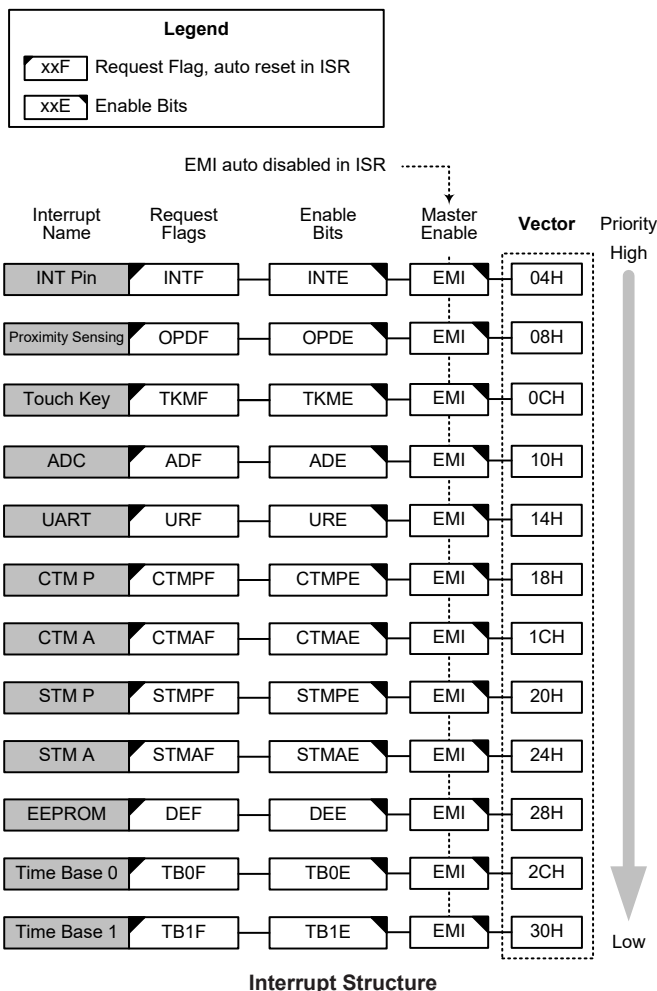 Legend
xxF Request Flag, auto reset in ISR
xxE Enable Bits
EMI auto disabled in ISR
Interrupt Name Request Flags Enable Bits Master Enable Vector Priority
High
INT Pin INTF INTE EMI 04H
Proximity Sensing OPDF OPDE EMI 08H
Touch Key TKMF TKME EMI 0CH
ADC ADF ADE EMI 10H
UART URF URE EMI 14H
CTM P CTMPF CTMPE EMI 18H
CTM A CTMAF CTMAE EMI 1CH
STM P STMPF STMPE EMI 20H
STM A STMAF STMAE EMI 24H
EEPROM DEF DEE EMI 28H
Time Base 0 TB0F TB0E EMI 2CH
Time Base 1 TB1F TB1E EMI 30H
Low
Interrupt Structure